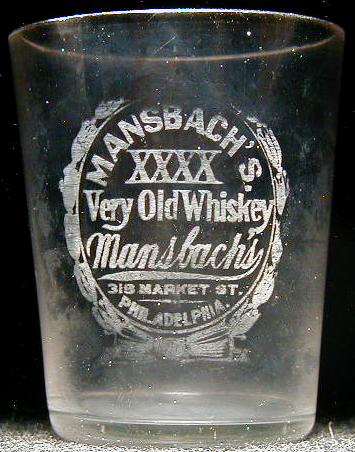 MANSBACH'S.
XXXX
Very Old Whiskey
Mansbach's
318 MARKET ST.
PHILADELPHIA.